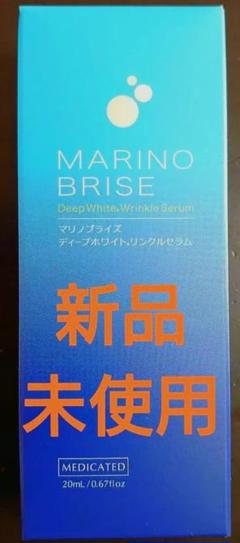 MARINO
BRISE
Deep White & Wrinkle Serum
マリノブライズ
ディープホワイト&リンクルセラム
新品
未使用
MEDICATED
20mL / 0.67floz